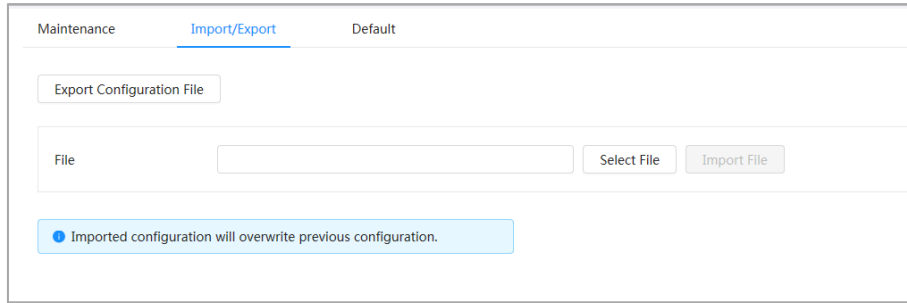 Maintenance Import/Export Default
Export Configuration File
File Select File Import File
Imported configuration will overwrite previous configuration.